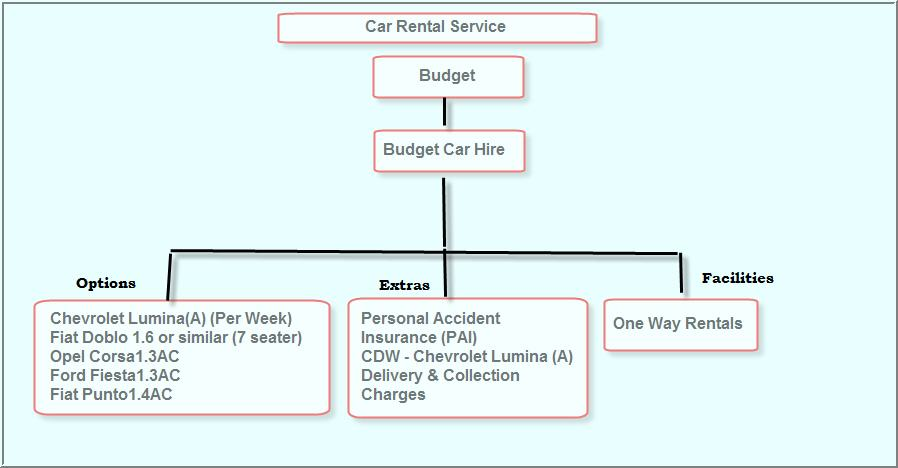 Car Rental Service
Budget
Budget Car Hire
Options
Chevrolet Lumina(A) (Per Week)
Fiat Doblo 1.6 or similar (7 seater)
Opel Corsa1.3AC
Ford Fiesta1.3AC
Fiat Punto1.4AC
Extras
Personal Accident
Insurance (PAI)
CDW - Chevrolet Lumina (A)
Delivery & Collection
Charges
Facilities
One Way Rentals